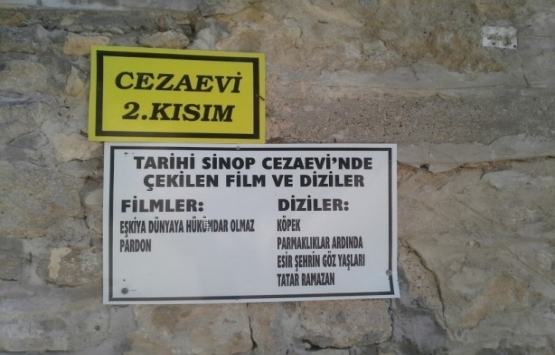 CEZAEVİ
2.KISIM
TARİHİ SİNOP CEZAEVİ'NDE
ÇEKİLEN FİLM VE DİZİLER
FİLMLER:
EŞKİYA DÜNYAYA HÜKÜMDAR OLMAZ
PARDON
DİZİLER:
KÖPEK
PARMAKLIKLAR ARDINDA
ESİR ŞEHRİN GÖZ YAŞLARI
TATAR RAMAZAN